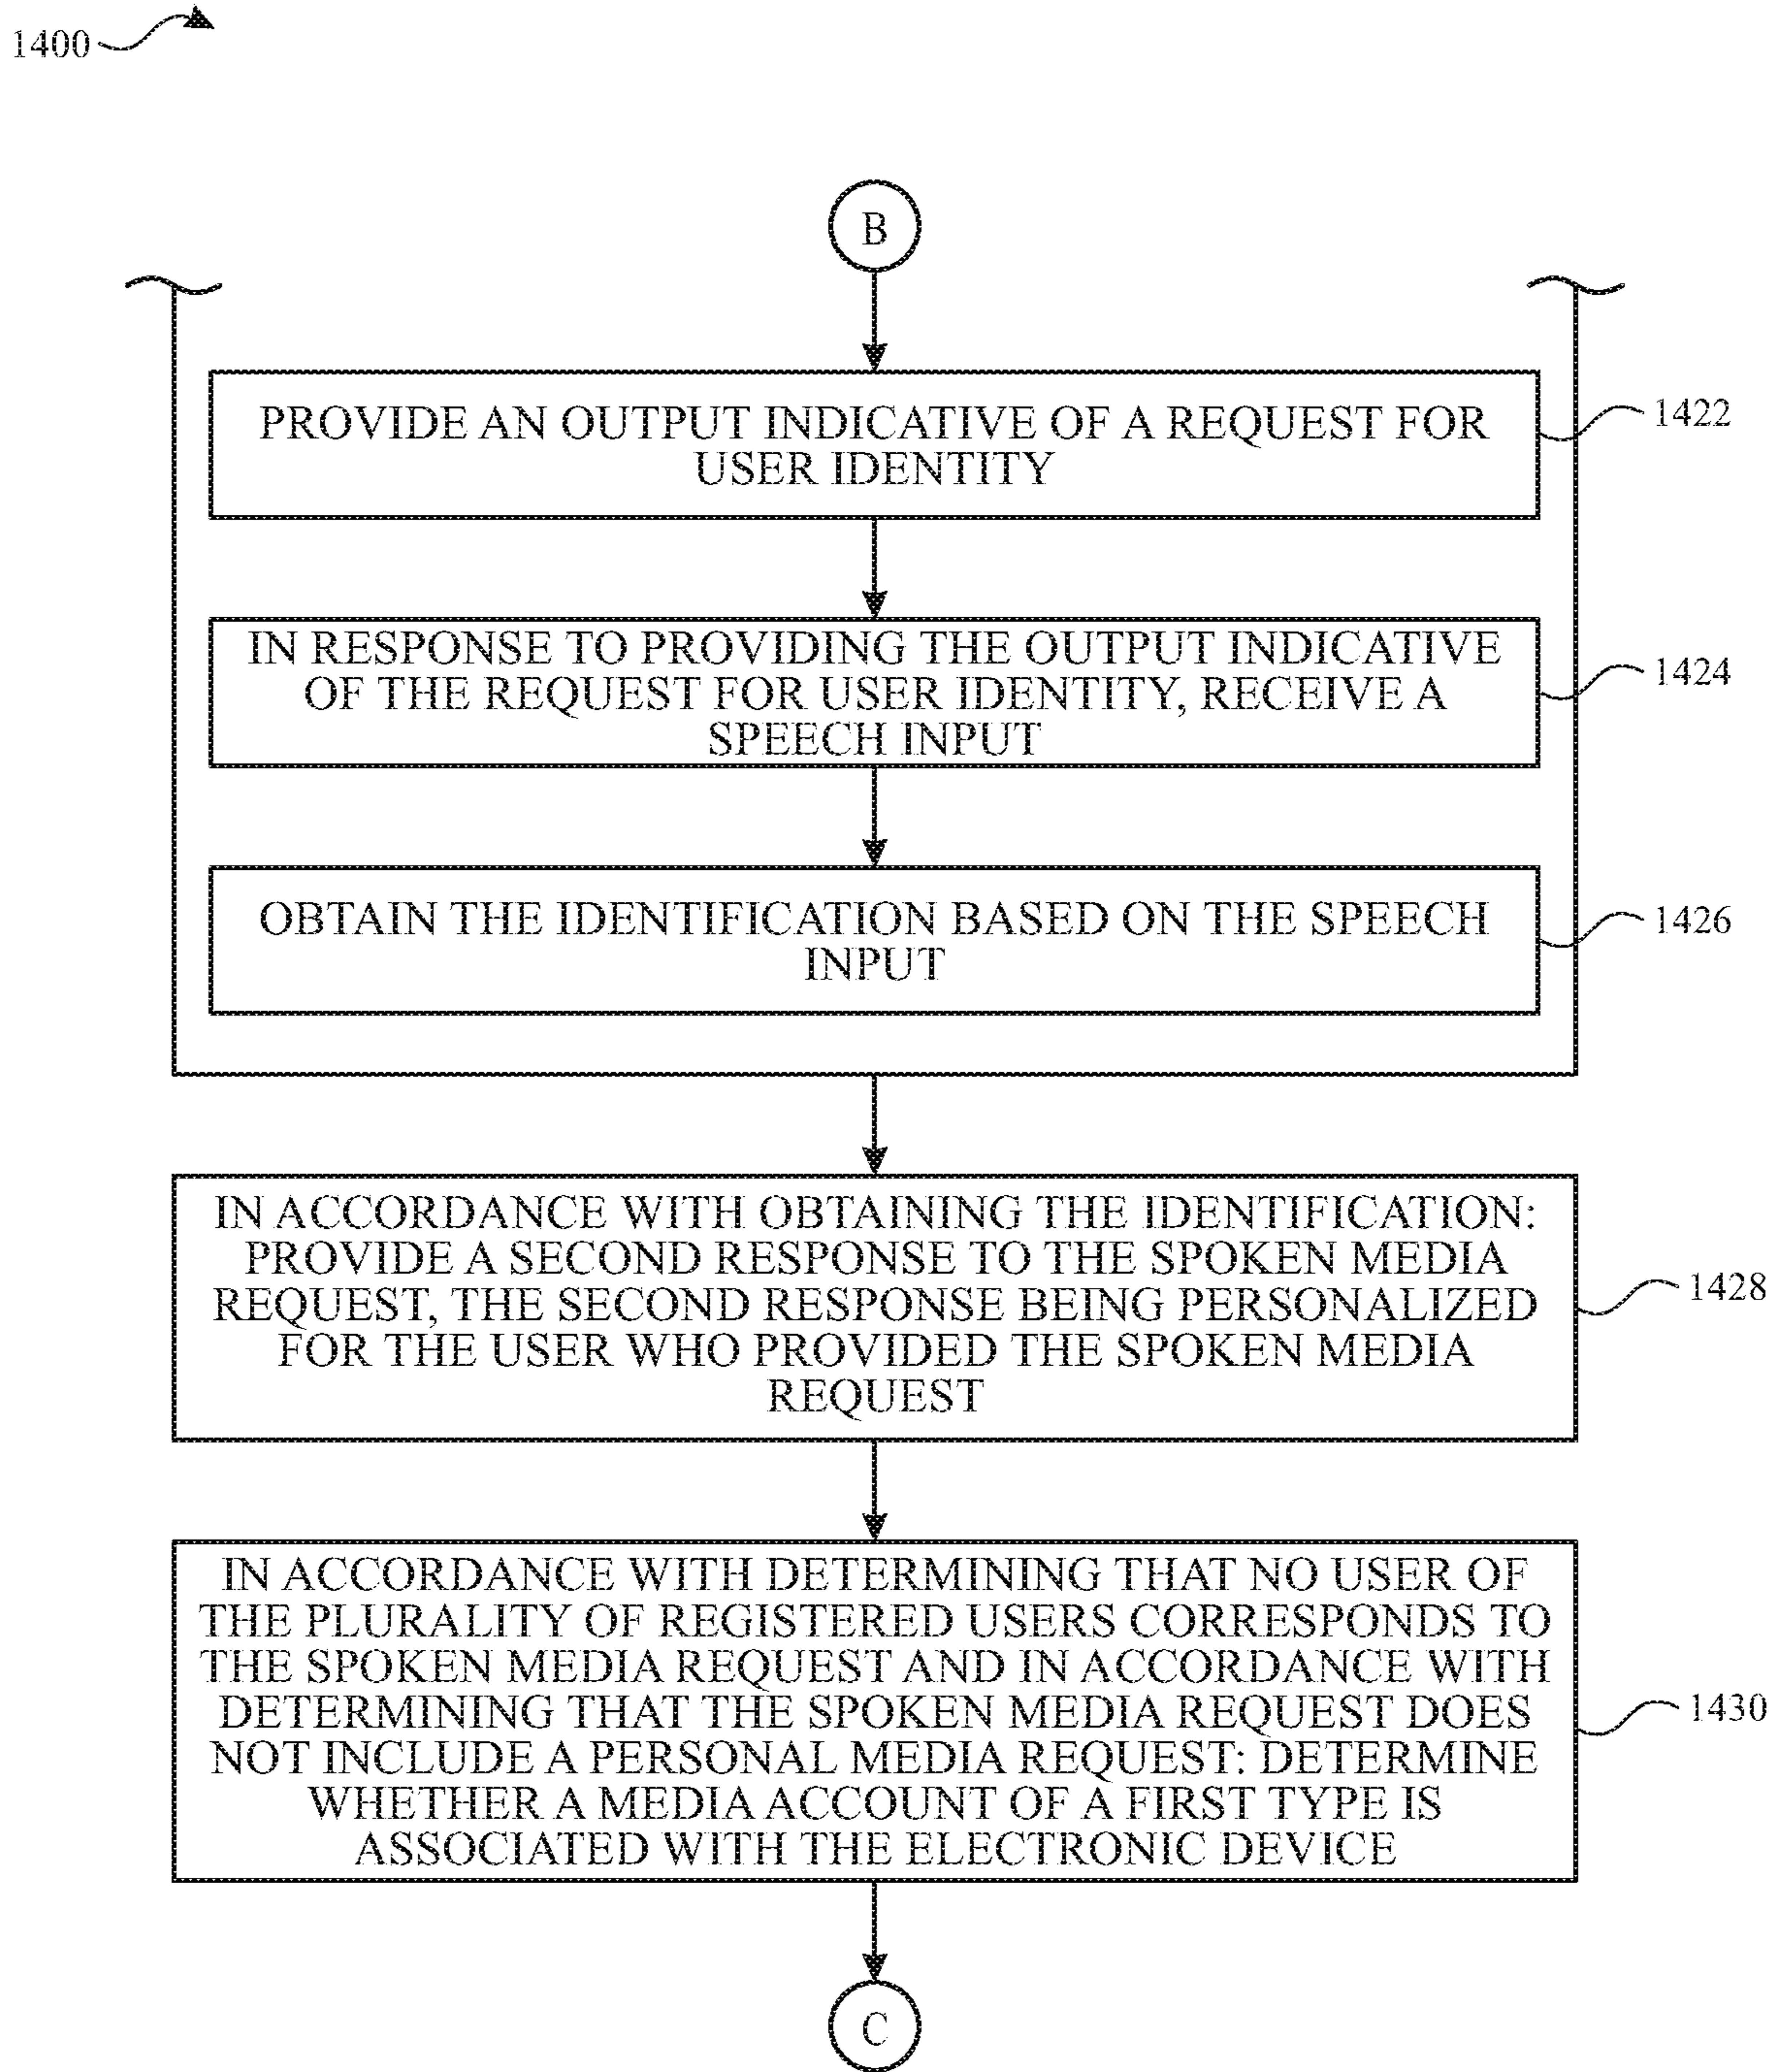 1400
B
PROVIDE AN OUTPUT INDICATIVE OF A REQUEST FOR
USER IDENTITY
1422
IN RESPONSE TO PROVIDING THE OUTPUT INDICATIVE
OF THE REQUEST FOR USER IDENTITY, RECEIVE A
SPEECH INPUT
1424
OBTAIN THE IDENTIFICATION BASED ON THE SPEECH
INPUT
1426
IN ACCORDANCE WITH OBTAINING THE IDENTIFICATION:
PROVIDE A SECOND RESPONSE TO THE SPOKEN MEDIA
REQUEST, THE SECOND RESPONSE BEING PERSONALIZED
FOR THE USER WHO PROVIDED THE SPOKEN MEDIA
REQUEST
1428
IN ACCORDANCE WITH DETERMINING THAT NO USER OF
THE PLURALITY OF REGISTERED USERS CORRESPONDS TO
THE SPOKEN MEDIA REQUEST AND IN ACCORDANCE WITH
DETERMINING THAT THE SPOKEN MEDIA REQUEST DOES
NOT INCLUDE A PERSONAL MEDIA REQUEST: DETERMINE
WHETHER A MEDIA ACCOUNT OF A FIRST TYPE IS
ASSOCIATED WITH THE ELECTRONIC DEVICE
1430
C